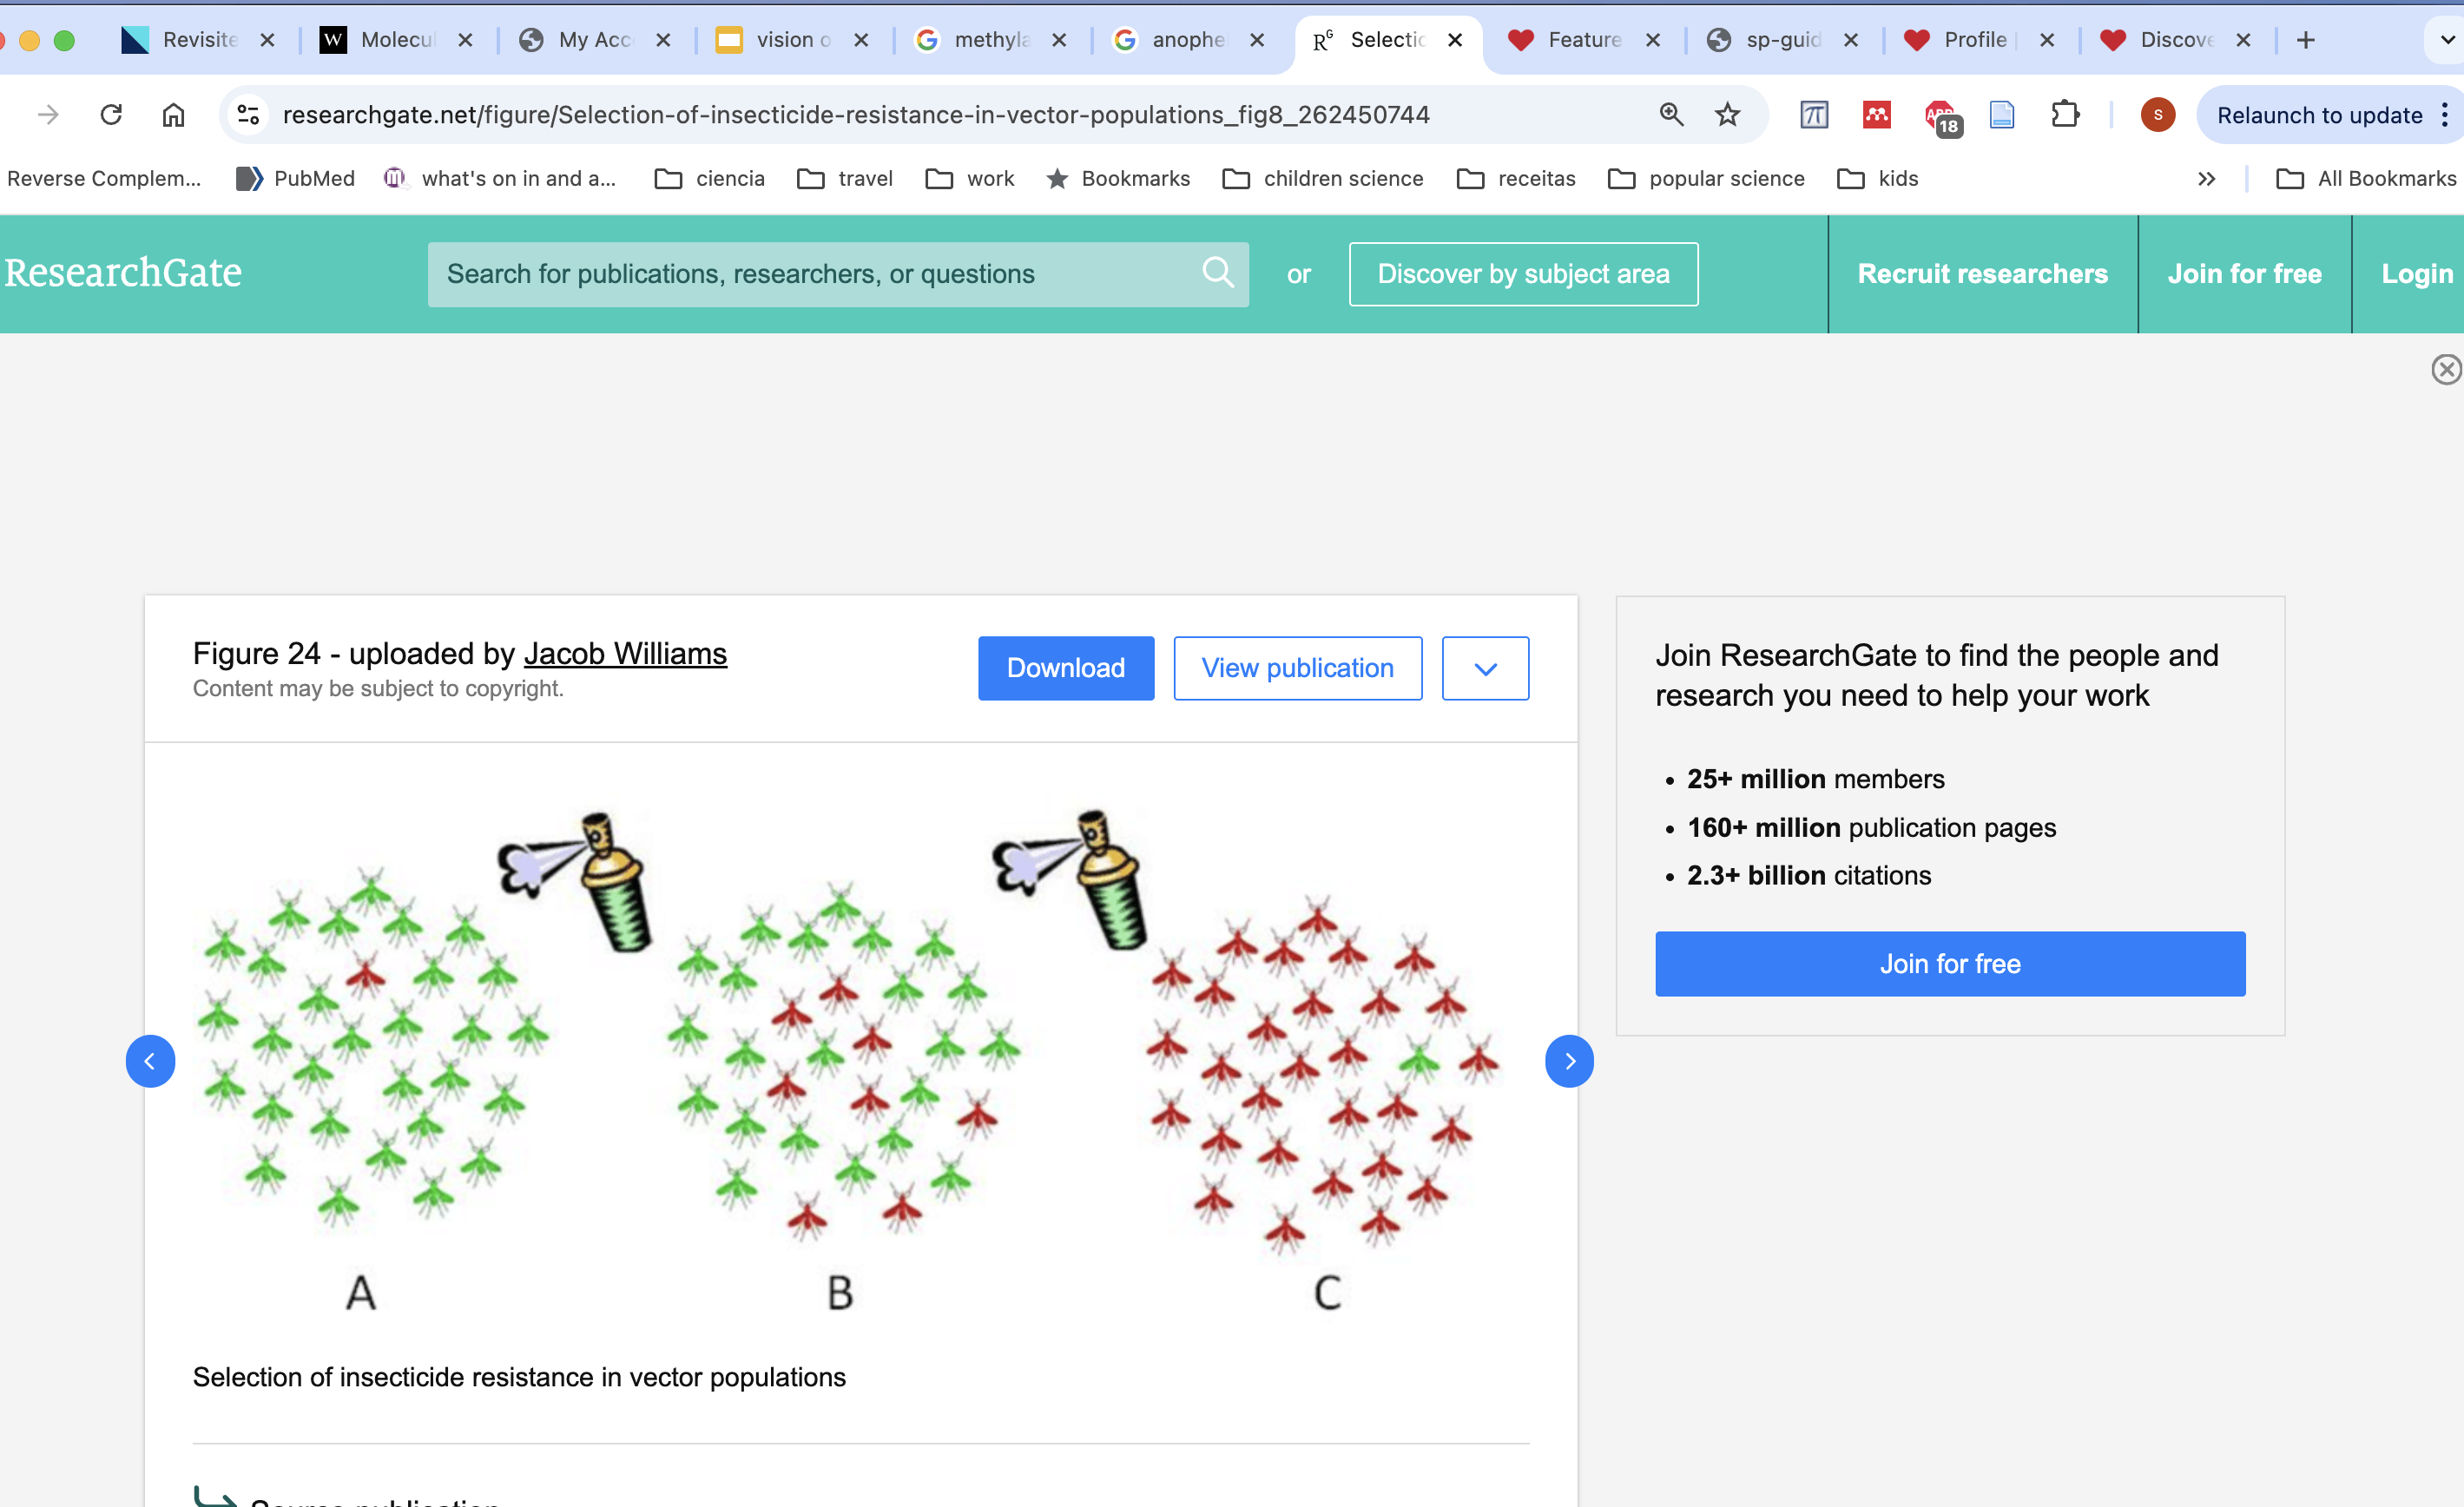 Revisite
W Molecul
My Acc
vision o
methyla
anophe
RG Selectio
Feature
sp-guid
Profile
Discove
researchgate.net/figure/Selection-of-insecticide-resistance-in-vector-populations_fig8_262450744
18
s
Relaunch to update
Reverse Complem...
PubMed
what's on in and a...
ciencia
travel
work
Bookmarks
children science
receitas
popular science
kids
All Bookmarks
ResearchGate
Search for publications, researchers, or questions
or
Discover by subject area
Recruit researchers
Join for free
Login
Figure 24 - uploaded by Jacob Williams
Content may be subject to copyright.
Download
View publication
A
B
C
Selection of insecticide resistance in vector populations
Join ResearchGate to find the people and
research you need to help your work
• 25+ million members
• 160+ million publication pages
• 2.3+ billion citations
Join for free
Source publication